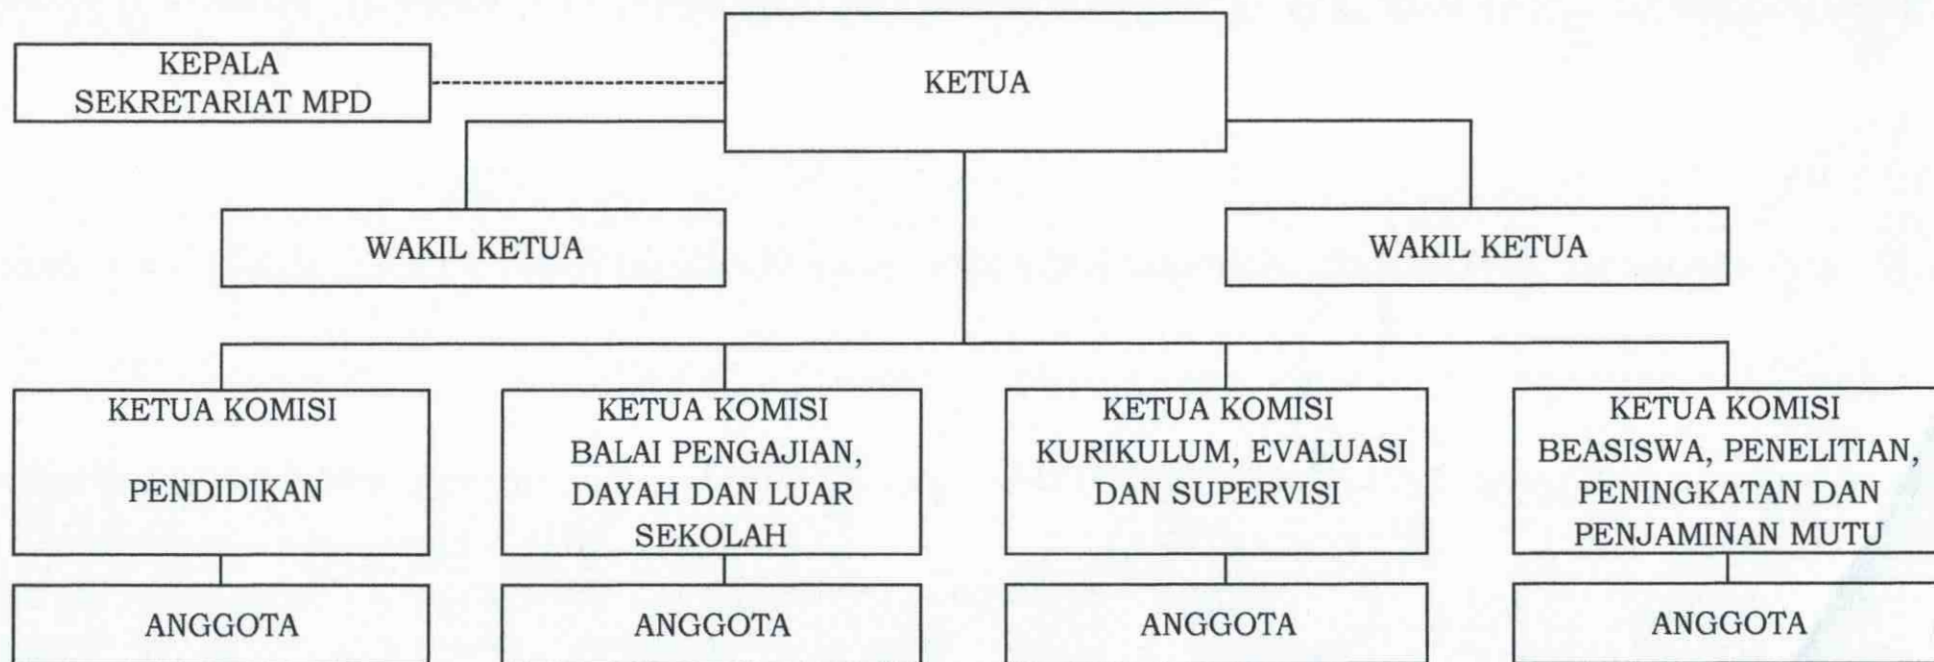 KEPALA
SEKRETARIAT MPD
KETUA
WAKIL KETUA
WAKIL KETUA
KETUA KOMISI
PENDIDIKAN
KETUA KOMISI
BALAI PENGAJIAN,
DAYAH DAN LUAR
SEKOLAH
KETUA KOMISI
KURIKULUM, EVALUASI
DAN SUPERVISI
KETUA KOMISI
BEASISWA, PENELITIAN,
PENINGKATAN DAN
PENJAMINAN MUTU
ANGGOTA
ANGGOTA
ANGGOTA
ANGGOTA